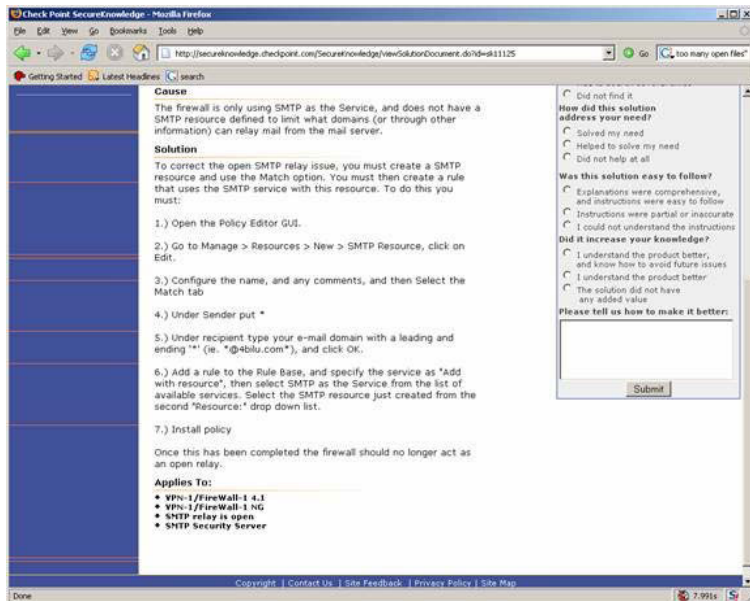 Check Point SecureKnowledge - Mozilla Firefox
File Edit View Go Bookmarks Tools Help
http://secureknowledge.checkpoint.com/SecureKnowledge/viewSolutionDocument.do?id=sk11125
Go
too many open files"
Getting Started Latest Headlines search
Cause
The firewall is only using SMTP as the Service, and does not have a
SMTP resource defined to limit what domains (or through other
information) can relay mail from the mail server.
Solution
To correct the open SMTP relay issue, you must create a SMTP
resource and use the Match option. You must then create a rule
that uses the SMTP service with this resource. To do this you
must:
1.) Open the Policy Editor GUI.
2.) Go to Manage > Resources > New > SMTP Resource, click on
Edit.
3.) Configure the name, and any comments, and then Select the
Match tab
4.) Under Sender put *
5.) Under recipient type your e-mail domain with a leading and
ending '*' (ie. *@4bilu.com*), and click OK.
6.) Add a rule to the Rule Base, and specify the service as "Add
with resource", then select SMTP as the Service from the list of
available services. Select the SMTP resource just created from the
second "Resource:" drop down list.
7.) Install policy
Once this has been completed the firewall should no longer act as
an open relay.
Applies To:
VPN-1/FireWall-1 4.1
VPN-1/FireWall-1 NG
SMTP relay is open
SMTP Security Server
Did not find it
How did this solution
address your need?
Solved my need
Helped to solve my need
Did not help at all
Was this solution easy to follow?
Explanations were comprehensive,
and instructions were easy to follow
Instructions were partial or inaccurate
I could not understand the instructions
Did it increase your knowledge?
I understand the product better,
and know how to avoid future issues
I understand the product better
The solution did not have
any added value
Please tell us how to make it better:
Submit
Copyright | Contact Us | Site Feedback | Privacy Policy | Site Map
Done
7.991s